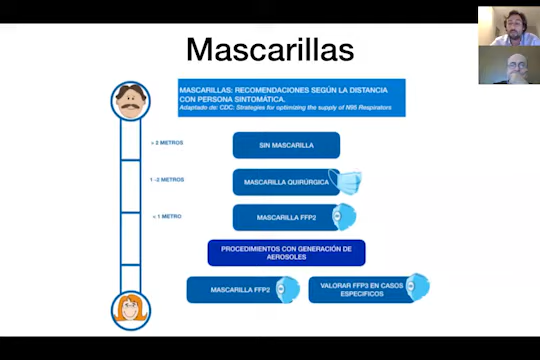 Mascarillas
MASCARILLAS: RECOMENDACIONES SEGÚN LA DISTANCIA
CON PERSONA SINTOMÁTICA.
Adaptado de: CDC: Strategies for optimizing the supply of N95 Respirators
> 2 METROS
SIN MASCARILLA
1 -2 METROS
MASCARILLA QUIRÚRGICA
< 1 METRO
MASCARILLA FFP2
PROCEDIMIENTOS CON GENERACIÓN DE
AEROSOLES
MASCARILLA FFP2
VALORAR FFP3 EN CASOS
ESPECIFICOS